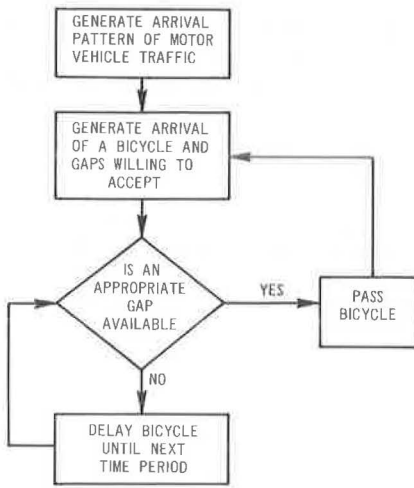 GENERATE ARRIVAL
PATTERN OF MOTOR
VEHICLE TRAFFIC
GENERATE ARRIVAL
OF A BICYCLE AND
GAPS WILLING TO
ACCEPT
IS AN
APPROPRIATE
GAP
AVAILABLE
YES
PASS
BICYCLE
NO
DELAY BICYCLE
UNTIL NEXT
TIME PERIOD